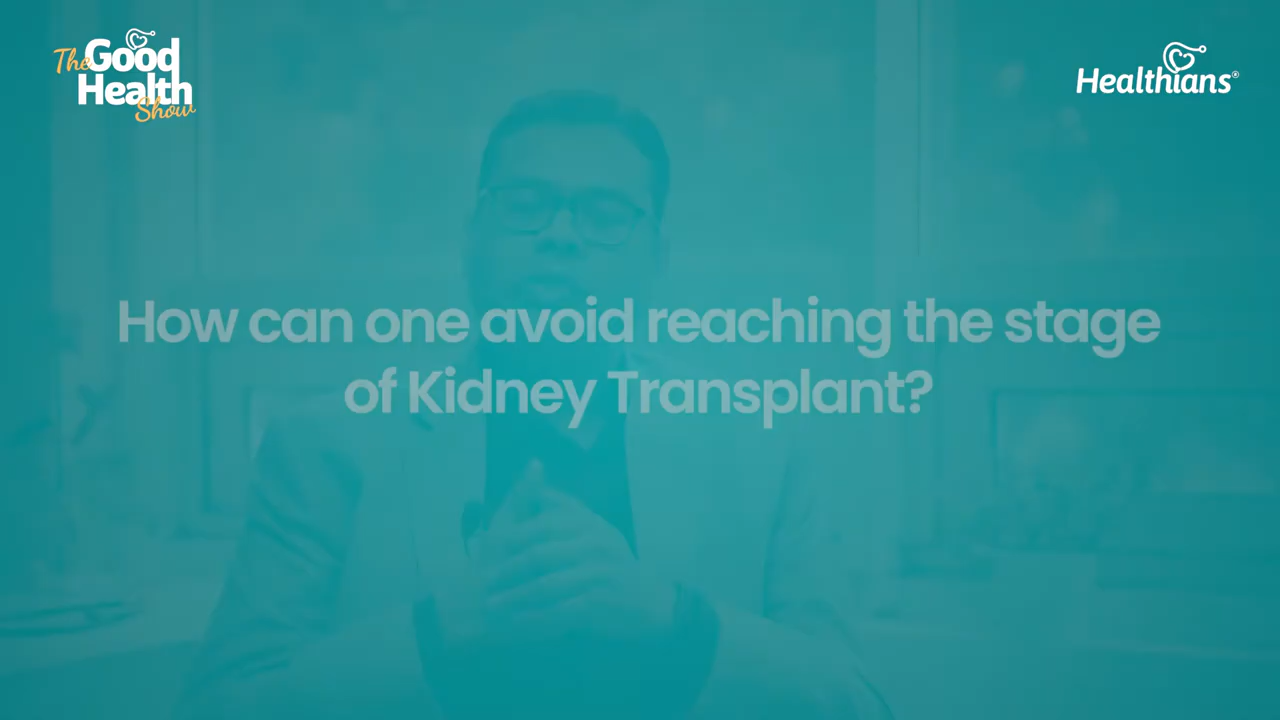 The Good
Health
Show
Healthians®
How can one avoid reaching the stage
of Kidney Transplant?